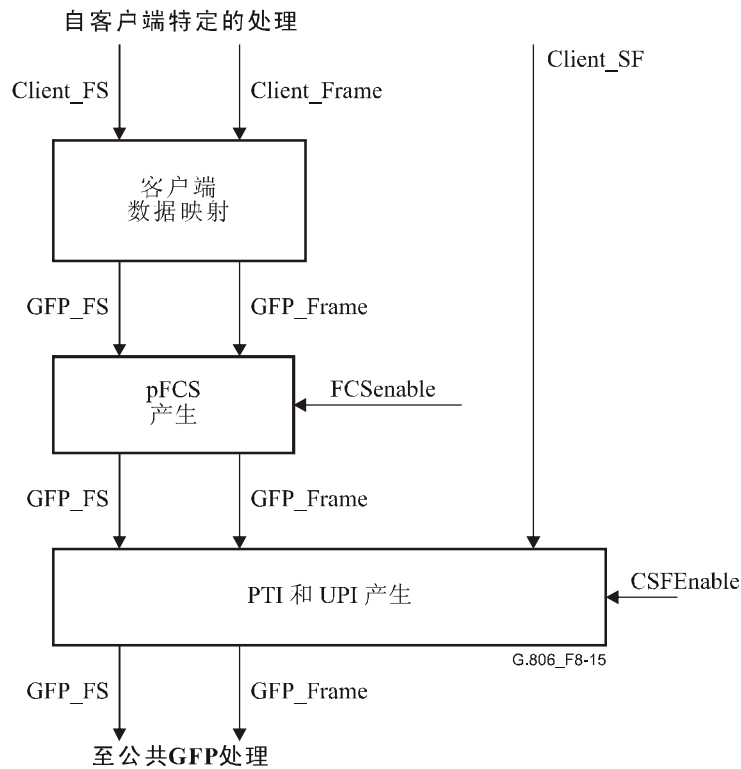 自客户端特定的处理
Client_FS
Client_Frame
Client_SF
客户端
数据映射
GFP_FS
GFP_Frame
pFCS
产生
FCSenable
GFP_FS
GFP_Frame
PTI 和 UPI 产生
CSFEnable
G.806_F8-15
GFP_FS
GFP_Frame
至公共GFP处理